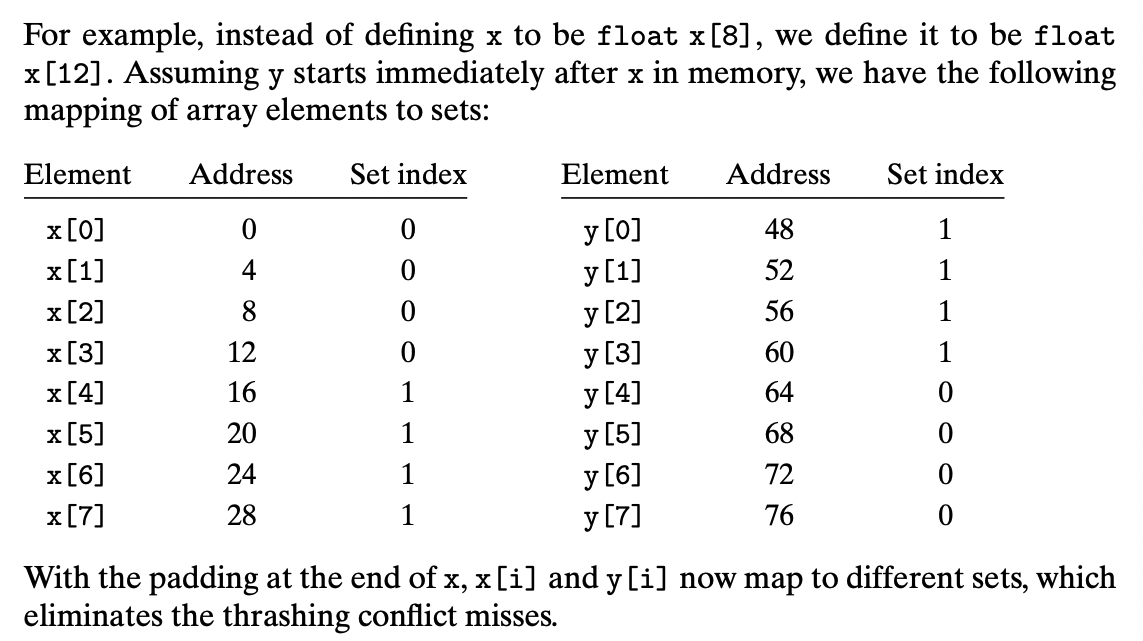 For example, instead of defining x to be float x[8], we define it to be float
x[12]. Assuming y starts immediately after x in memory, we have the following
mapping of array elements to sets:
Element Address Set index Element Address Set index
x[0] 0 0 y[0] 48 1
x[1] 4 0 y[1] 52 1
x[2] 8 0 y[2] 56 1
x[3] 12 0 y[3] 60 1
x[4] 16 1 y[4] 64 0
x[5] 20 1 y[5] 68 0
x[6] 24 1 y[6] 72 0
x[7] 28 1 y[7] 76 0
With the padding at the end of x, x[i] and y[i] now map to different sets, which
eliminates the thrashing conflict misses.